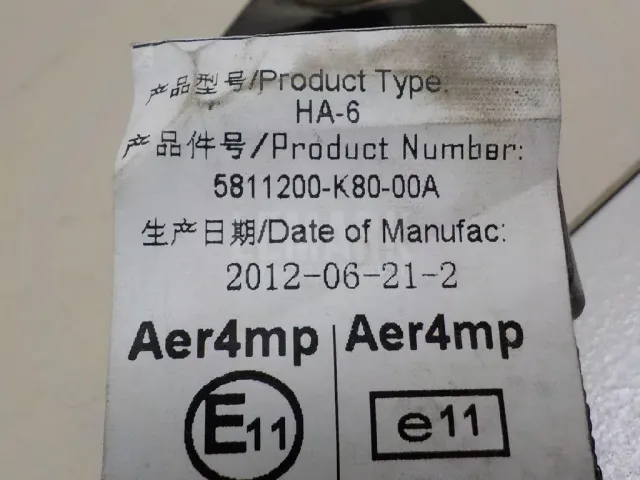 产品型号/Product Type:
HA-6
产品件号/Product Number:
5811200-K80-00A
生产日期/Date of Manufac:
2012-06-21-2
Aer4mp Aer4mp
E11 e11